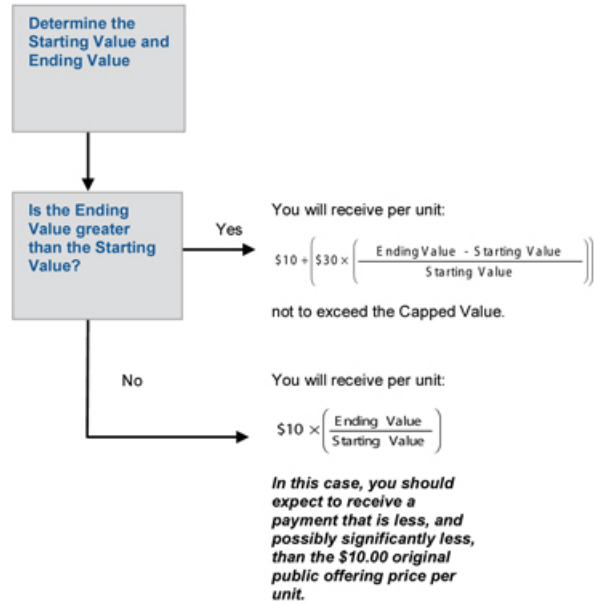 Determine the
Starting Value and
Ending Value
Is the Ending
Value greater
than the Starting
Value?
Yes
You will receive per unit:
$10 + ($30 × (Ending Value - Starting Value
Starting Value))
not to exceed the Capped Value.
No
You will receive per unit:
$10 × (Ending Value
Starting Value)
In this case, you should
expect to receive a
payment that is less, and
possibly significantly less,
than the $10.00 original
public offering price per
unit.